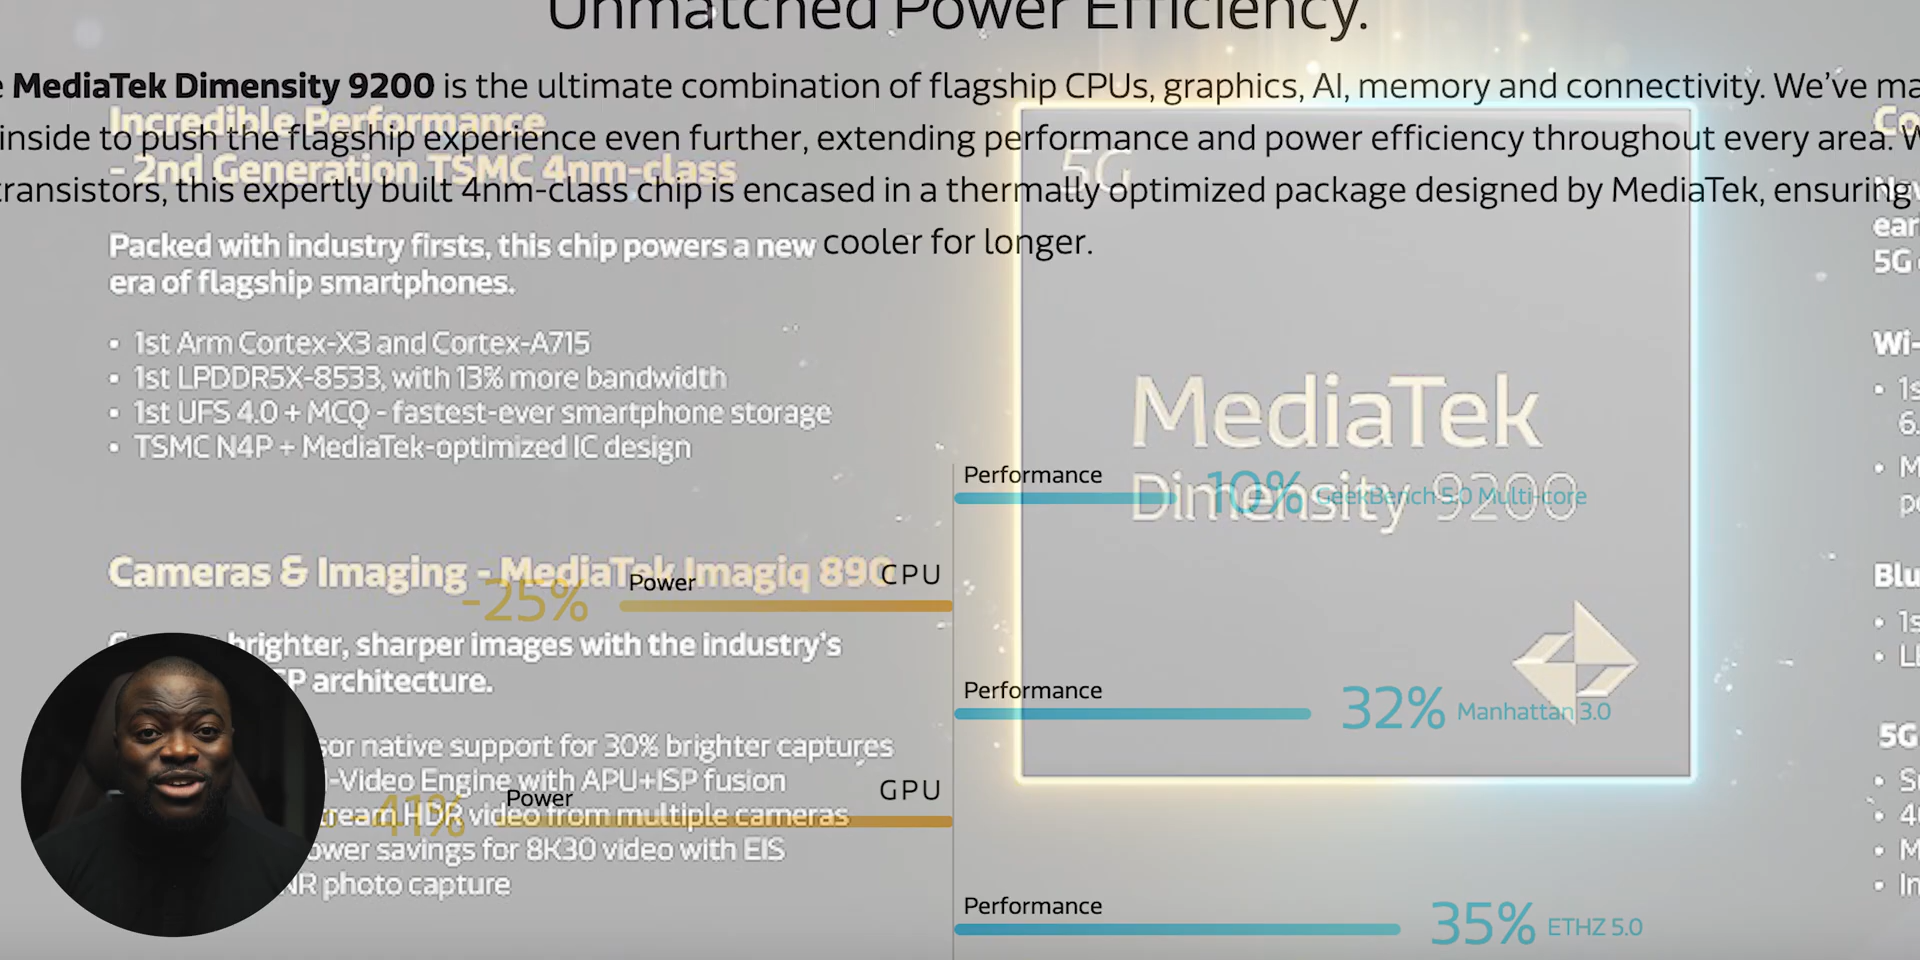 Unmatched Power Efficiency.
MediaTek Dimensity 9200 is the ultimate combination of flagship CPUs, graphics, AI, memory and connectivity. We've
inside to push the flagship experience even further, extending performance and power efficiency throughout every area.
transistors, this expertly built 4nm-class chip is encased in a thermally optimized package designed by MediaTek, ensuring
cooler for longer.
Incredible Performance
- 2nd Generation TSMC 4nm-class
Packed with industry firsts, this chip powers a new
era of flagship smartphones.
• 1st Arm Cortex-X3 and Cortex-A715
• 1st LPDDR5X-8533, with 13% more bandwidth
• 1st UFS 4.0 + MCQ - fastest-ever smartphone storage
• TSMC N4P + MediaTek-optimized IC design
Cameras & Imaging - MediaTek Imagiq 890
brighter, sharper images with the industry's
architecture.
native support for 30% brighter captures
-Video Engine with APU+ISP fusion
HDR video from multiple cameras
savings for 8K30 video with EIS
photo capture
5G
MediaTek
Dimensity 9200
CPU
Performance
10% GeekBench 5.0 Multi-core
Power
-25%
GPU
Performance
32% Manhattan 3.0
Power
-41%
Performance
35% ETHZ 5.0
5G
Wi-
5G